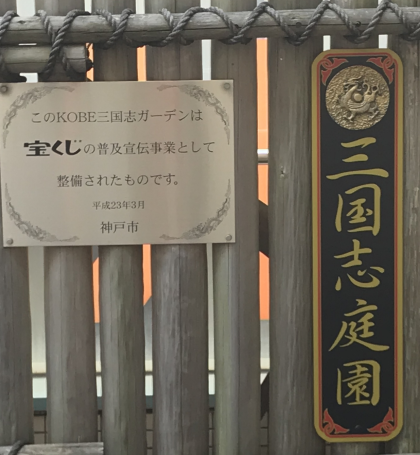 このKOBE三国志ガーデンは
宝くじの普及宣伝事業として
整備されたものです。
平成23年3月
神戸市
三国志庭園